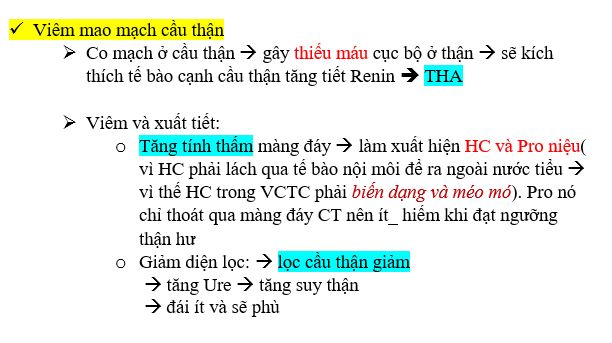 ✓ Viêm mao mạch cầu thận
➢ Co mạch ở cầu thận → gây thiếu máu cục bộ ở thận → sẽ kích
thích tế bào cạnh cầu thận tăng tiết Renin → THA
➢ Viêm và xuất tiết:
o Tăng tính thấm màng đáy → làm xuất hiện HC và Pro niệu(
vì HC phải lách qua tế bào nội môi để ra ngoài nước tiểu →
vì thế HC trong VCTC phải biến dạng và méo mó). Pro nó
chỉ thoát qua màng đáy CT nên ít_ hiếm khi đạt ngưỡng
thận hư
o Giảm diện lọc: → lọc cầu thận giảm
→ tăng Ure → tăng suy thận
→ đái ít và sẽ phù